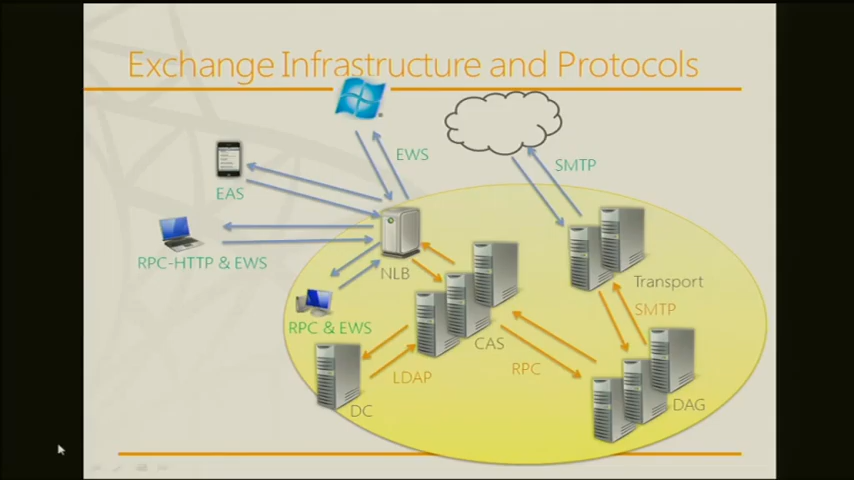 Exchange Infrastructure and Protocols
EWS
SMTP
EAS
RPC-HTTP & EWS
NLB
Transport
SMTP
RPC & EWS
CAS
RPC
LDAP
DC
DAG